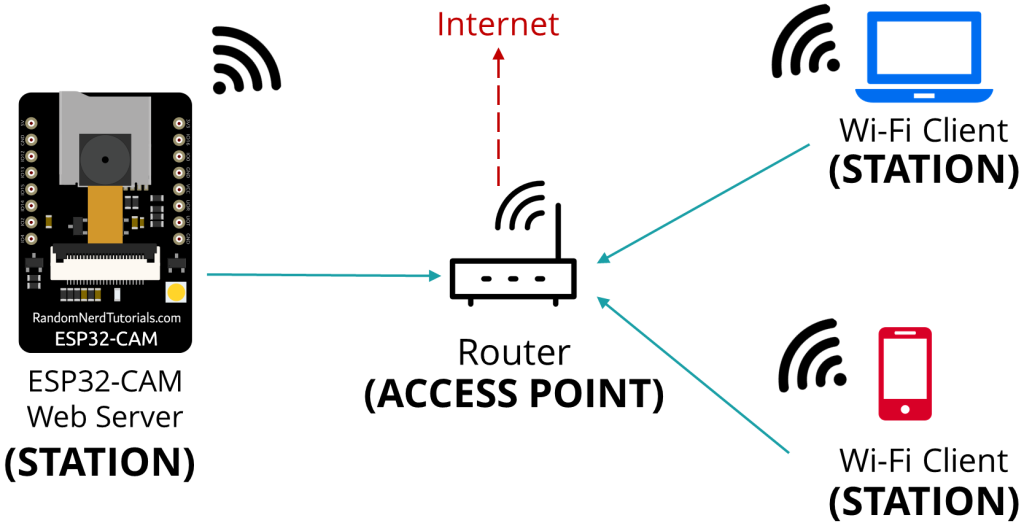 Internet
Wi-Fi Client
(STATION)
RandomNerdTutorials.com
ESP32-CAM
ESP32-CAM
Web Server
(STATION)
Router
(ACCESS POINT)
Wi-Fi Client
(STATION)